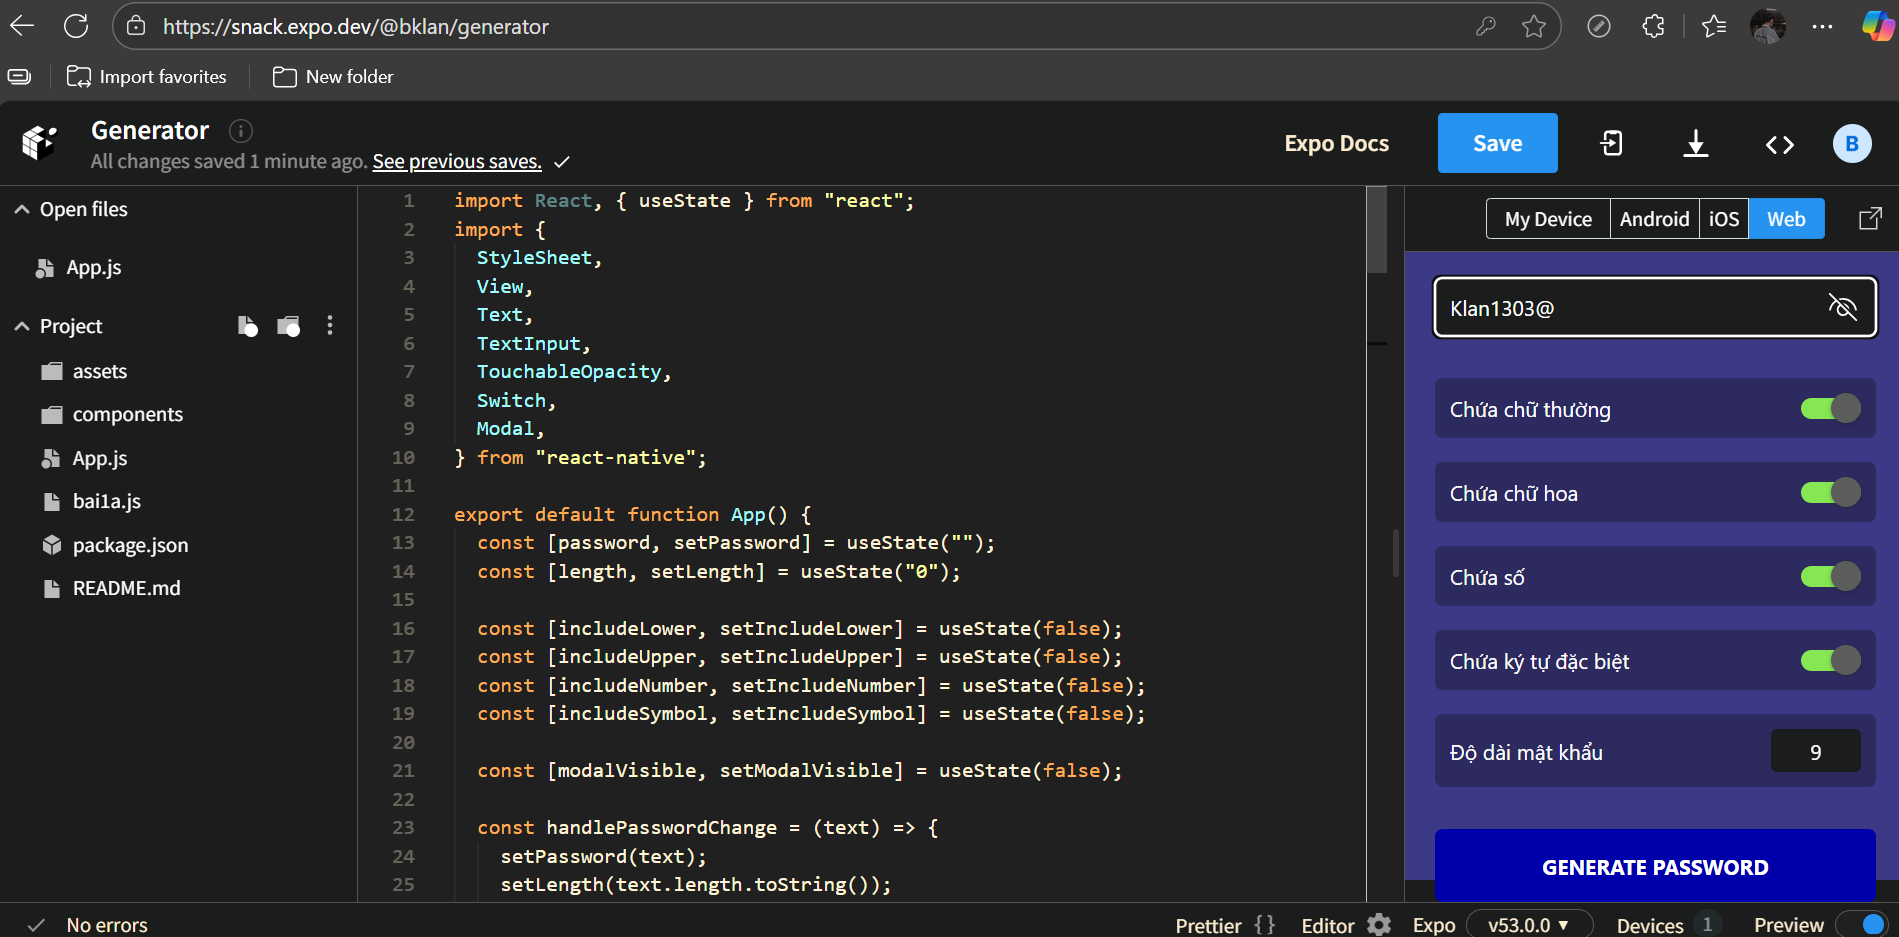 https://snack.expo.dev/@bklan/generator
Import favorites
New folder
Generator
All changes saved 1 minute ago. See previous saves.
Expo Docs
Save
B
Open files
App.js
Project
assets
components
App.js
bai1a.js
package.json
README.md
1 import React, { useState } from "react";
2 import {
3 StyleSheet,
4 View,
5 Text,
6 TextInput,
7 TouchableOpacity,
8 Switch,
9 Modal,
10 } from "react-native";
11
12 export default function App() {
13 const [password, setPassword] = useState("");
14 const [length, setLength] = useState("0");
15
16 const [includeLower, setIncludeLower] = useState(false);
17 const [includeUpper, setIncludeUpper] = useState(false);
18 const [includeNumber, setIncludeNumber] = useState(false);
19 const [includeSymbol, setIncludeSymbol] = useState(false);
20
21 const [modalVisible, setModalVisible] = useState(false);
22
23 const handlePasswordChange = (text) => {
24 setPassword(text);
25 setLength(text.length.toString());
My Device
Android
iOS
Web
Klan1303@
Chứa chữ thường
Chứa chữ hoa
Chứa số
Chứa ký tự đặc biệt
Độ dài mật khẩu 9
GENERATE PASSWORD
No errors
Prettier {}
Editor
Expo
v53.0.0
Devices 1
Preview